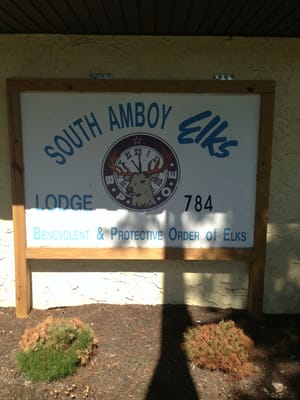 SOUTH AMBOY Elks
B P O E
LODGE 784
BENEVOLENT & PROTECTIVE ORDER OF ELKS